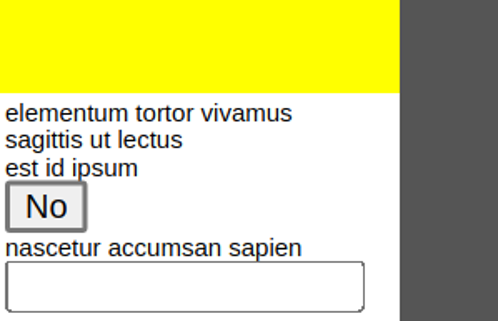 elementum tortor vivamus
sagittis ut lectus
est id ipsum
No
nascetur accumsan sapien